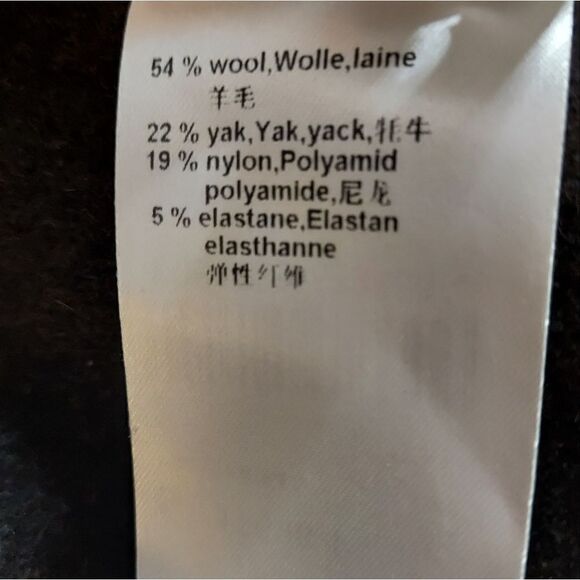 54 % wool,Wolle,laine
羊毛
22 % yak,Yak,yack,牦牛
19 % nylon,Polyamid
polyamide,尼龙
5 % elastane,Elastan
elasthanne
弹性纤维